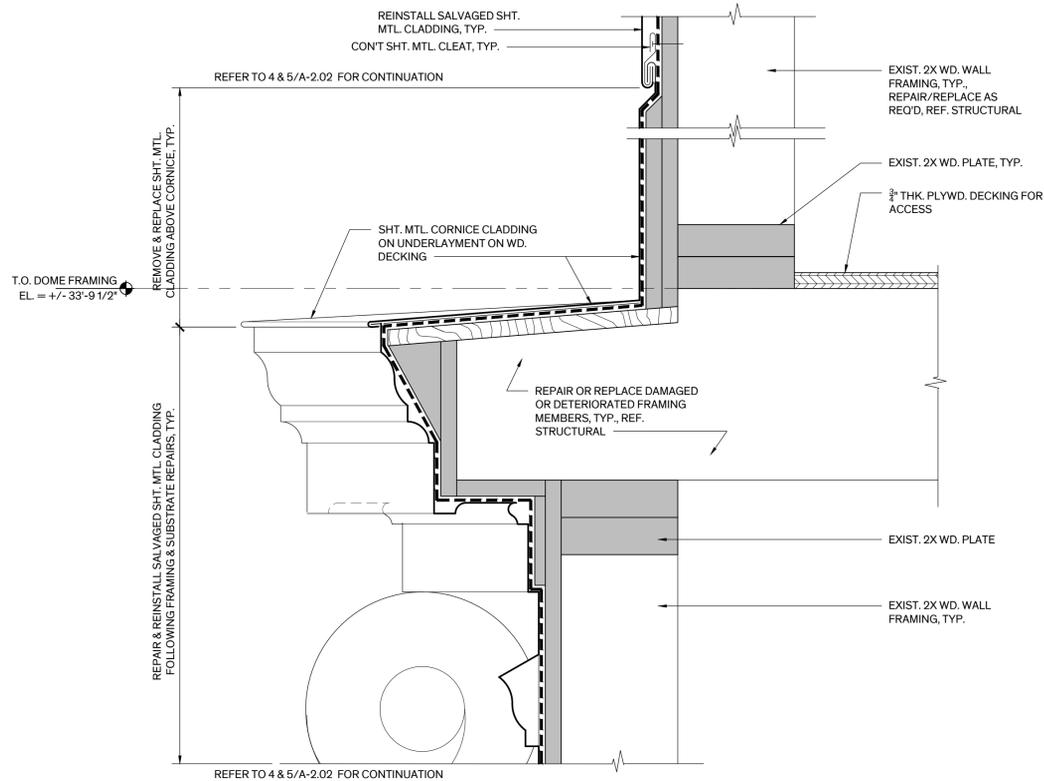 REINSTALL SALVAGED SHT.
MTL. CLADDING, TYP.
CON'T SHT. MTL. CLEAT, TYP.
REFER TO 4 & 5/A-2.02 FOR CONTINUATION
EXIST. 2X WD. WALL
FRAMING, TYP.,
REPAIR/REPLACE AS
REQ'D, REF. STRUCTURAL
REMOVE & REPLACE SHT. MTL.
CLADDING ABOVE CORNICE, TYP.
EXIST. 2X WD. PLATE, TYP.
3/4" THK. PLYWD. DECKING FOR
ACCESS
SHT. MTL. CORNICE CLADDING
ON UNDERLAYMENT ON WD.
DECKING
T.O. DOME FRAMING
EL. = +/- 33'-9 1/2"
REPAIR OR REPLACE DAMAGED
OR DETERIORATED FRAMING
MEMBERS, TYP., REF.
STRUCTURAL
REPAIR & REINSTALL SALVAGED SHT. MTL. CLADDING
FOLLOWING FRAMING & SUBSTRATE REPAIRS, TYP.
EXIST. 2X WD. PLATE
EXIST. 2X WD. WALL
FRAMING, TYP.
REFER TO 4 & 5/A-2.02 FOR CONTINUATION